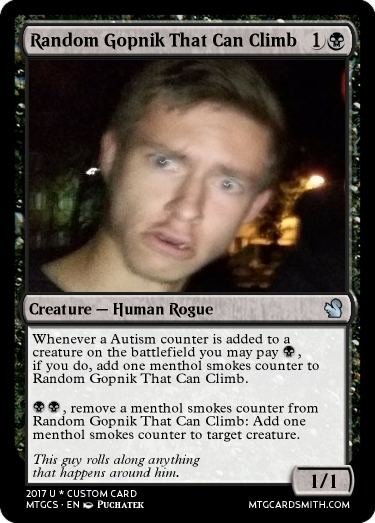 Random Gopnik That Can Climb 1
Creature — Human Rogue
Whenever a Autism counter is added to a
creature on the battlefield you may pay ,
if you do, add one menthol smokes counter to
Random Gopnik That Can Climb.
, remove a menthol smokes counter from
Random Gopnik That Can Climb: Add one
menthol smokes counter to target creature.
This guy rolls along anything
that happens around him.
1/1
2017 U * CUSTOM CARD
MTGCS • EN Puchatek
MTGCARDSMITH.COM